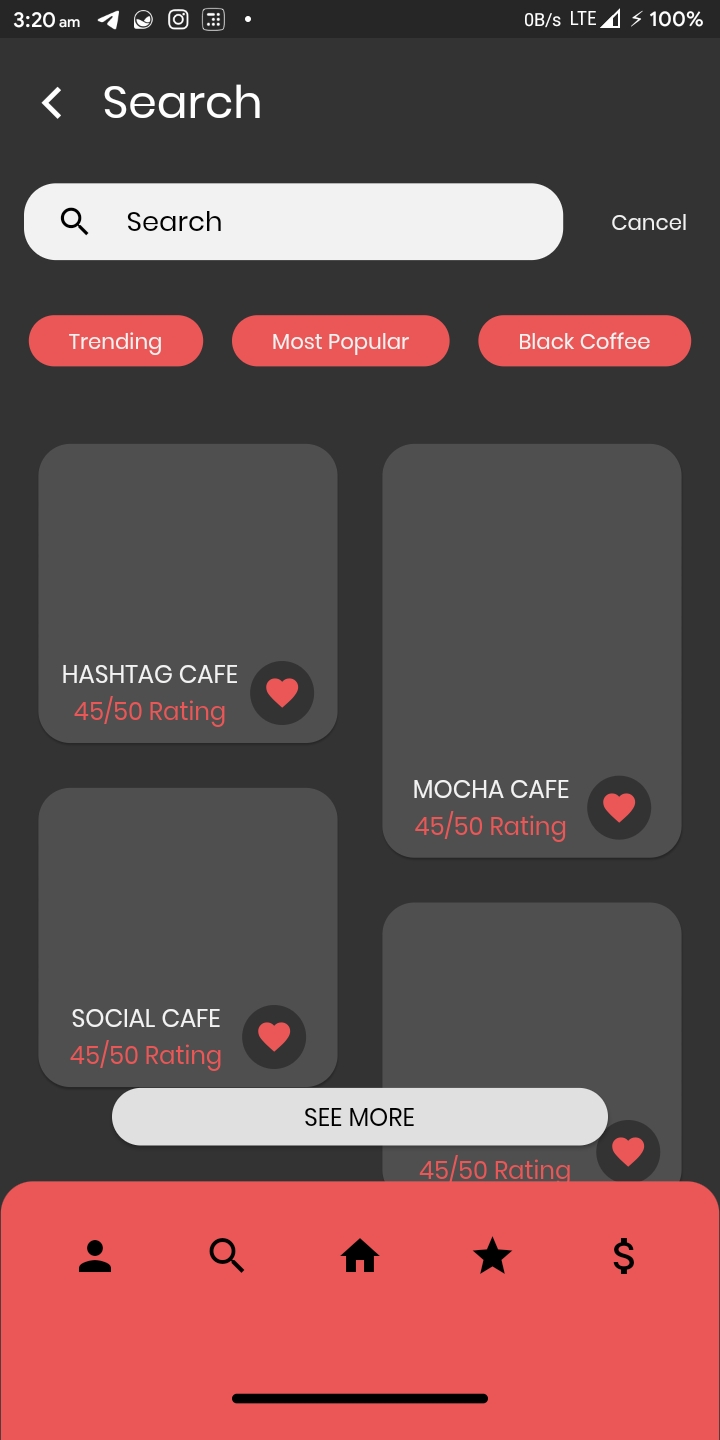 3:20 am 0B/s LTE 100%
Search
Search
Cancel
Trending
Most Popular
Black Coffee
HASHTAG CAFE
45/50 Rating
MOCHA CAFE
45/50 Rating
SOCIAL CAFE
45/50 Rating
SEE MORE
45/50 Rating